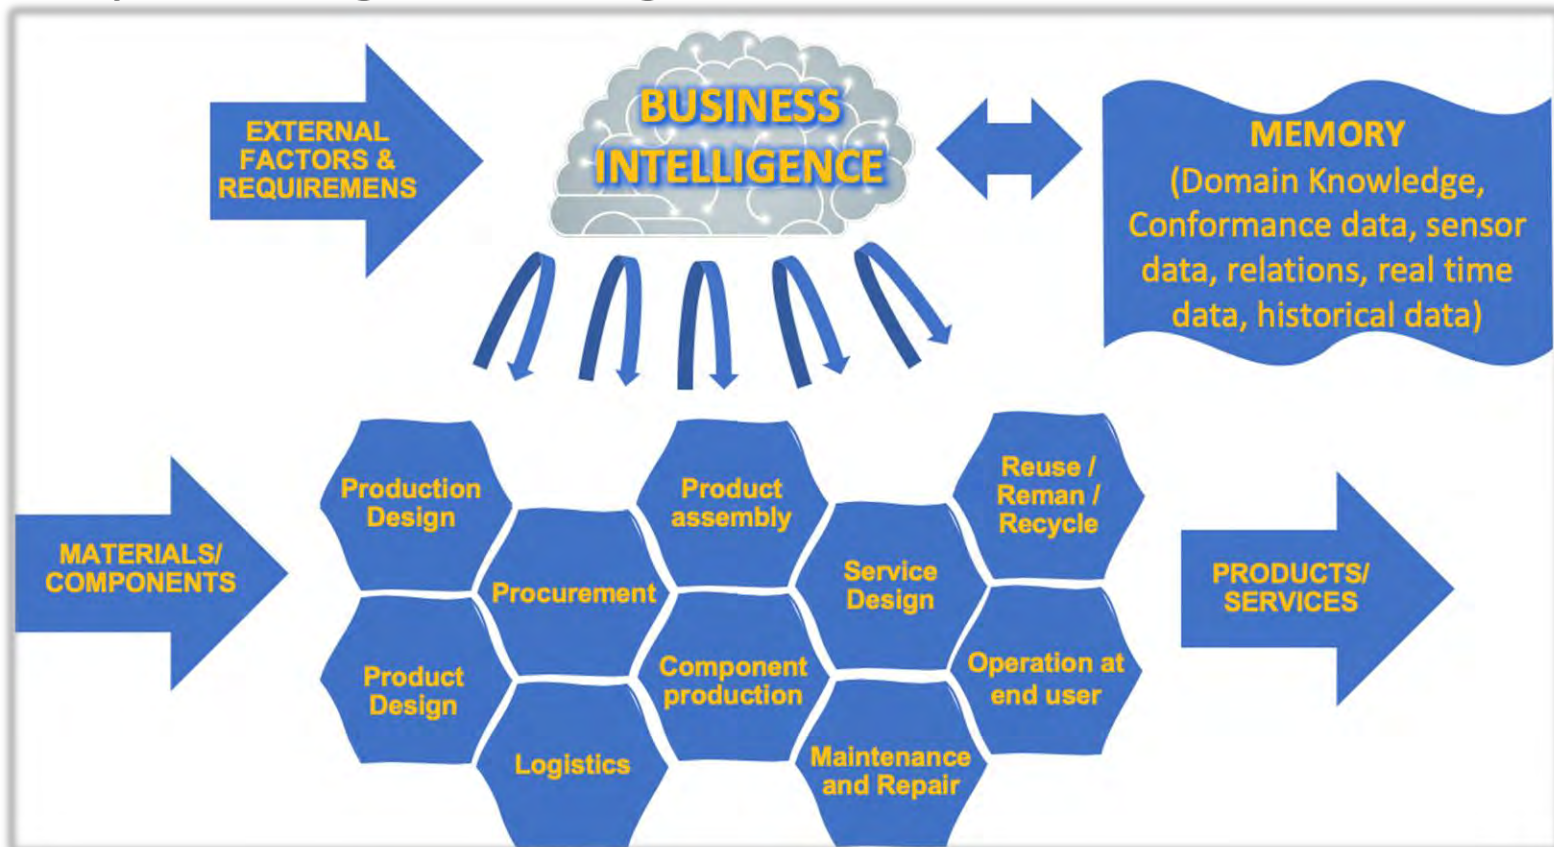 EXTERNAL
FACTORS &
REQUIREMENS
BUSINESS
INTELLIGENCE
MEMORY
(Domain Knowledge,
Conformance data, sensor
data, relations, real time
data, historical data)
MATERIALS/
COMPONENTS
Production
Design
Product
Design
Procurement
Logistics
Product
assembly
Component
production
Service
Design
Maintenance
and Repair
Reuse /
Reman /
Recycle
Operation at
end user
PRODUCTS/
SERVICES